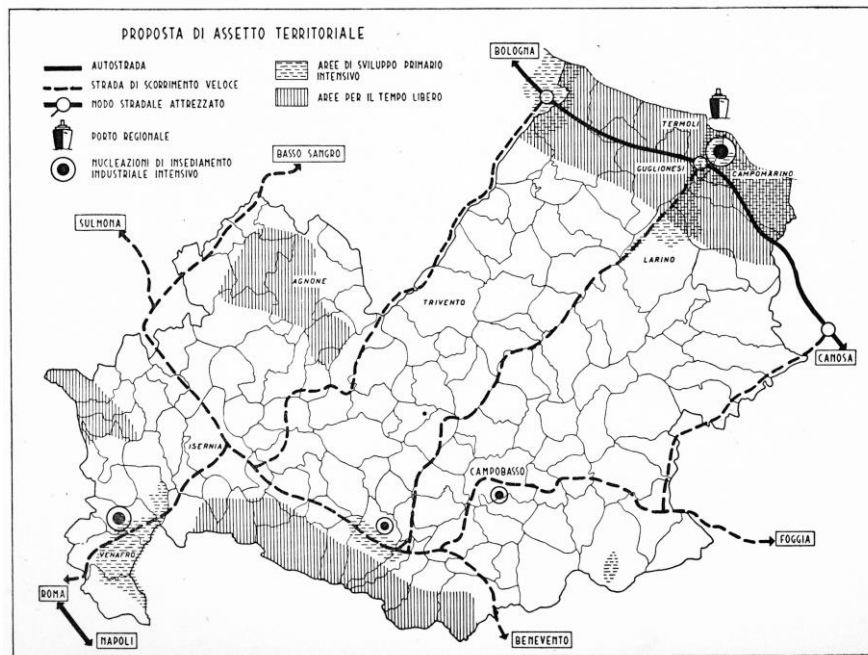 PROPOSTA DI ASSETTO TERRITORIALE
AUTOSTRADA
STRADA DI SCORRIMENTO VELOCE
NODO STRADALE ATTREZZATO
PORTO REGIONALE
NUCLEAZIONI DI INSEDIAMENTO
INDUSTRIALE INTENSIVO
AREE DI SVILUPPO PRIMARIO
INTENSIVO
AREE PER IL TEMPO LIBERO
BOLOGNA
TERMOLI
BASSO SANGRO
GUGLIONESI
CAMPOMARINO
SULMONA
LARINO
AGNONE
TRIVENTO
CANOSA
ISERNIA
CAMPOBASSO
FOGGIA
VENAFRO
ROMA
NAPOLI
BENEVENTO